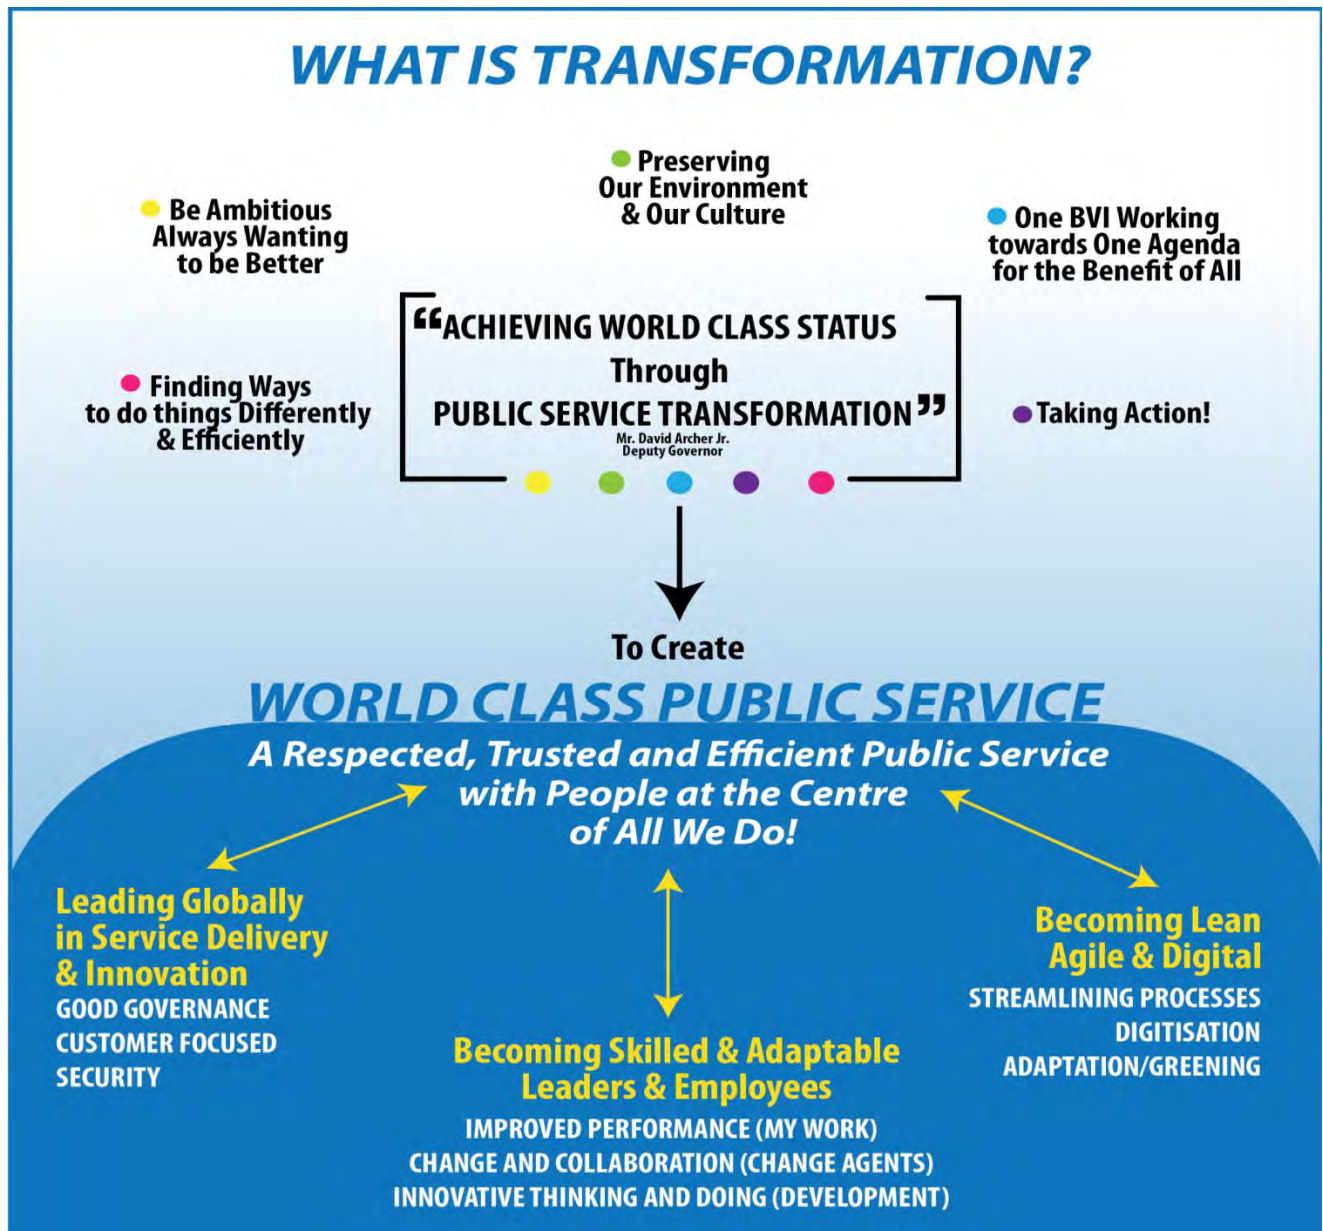 WHAT IS TRANSFORMATION?
Preserving
Our Environment
& Our Culture
Be Ambitious
Always Wanting
to be Better
One BVI Working
towards One Agenda
for the Benefit of All
Finding Ways
to do things Differently
& Efficiently
“ACHIEVING WORLD CLASS STATUS
Through
PUBLIC SERVICE TRANSFORMATION”
Mr. David Archer Jr.
Deputy Governor
Taking Action!
To Create
WORLD CLASS PUBLIC SERVICE
A Respected, Trusted and Efficient Public Service
with People at the Centre
of All We Do!
Leading Globally
in Service Delivery
& Innovation
GOOD GOVERNANCE
CUSTOMER FOCUSED
SECURITY
Becoming Skilled & Adaptable
Leaders & Employees
IMPROVED PERFORMANCE (MY WORK)
CHANGE AND COLLABORATION (CHANGE AGENTS)
INNOVATIVE THINKING AND DOING (DEVELOPMENT)
Becoming Lean
Agile & Digital
STREAMLINING PROCESSES
DIGITISATION
ADAPTATION/GREENING